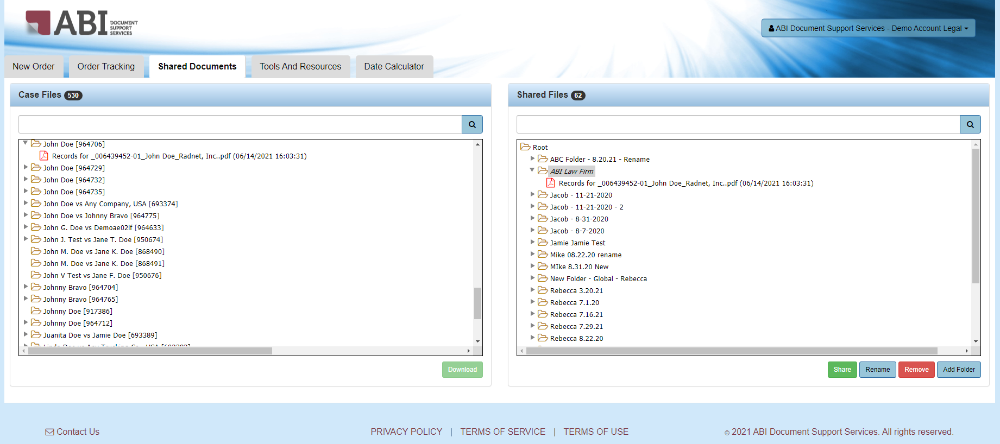 ABI DOCUMENT SUPPORT SERVICES
ABI Document Support Services - Demo Account Legal
New Order
Order Tracking
Shared Documents
Tools And Resources
Date Calculator
Case Files 530
John Doe [964706]
Records for _006439452-01_John Doe_Radnet, Inc..pdf (06/14/2021 16:03:31)
John Doe [964729]
John Doe [964732]
John Doe [964735]
John Doe vs Any Company, USA [693374]
John Doe vs Johnny Bravo [964775]
John G. Doe vs Demoae02lf [964633]
John J. Test vs Jane T. Doe [950674]
John M. Doe vs Jane K. Doe [868490]
John M. Doe vs Jane K. Doe [868491]
John V Test vs Jane F. Doe [950676]
Johnny Bravo [964704]
Johnny Bravo [964765]
Johnny Doe [917386]
Johnny Doe [964712]
Juanita Doe vs Jamie Doe [693389]
Linda Doe vs Any Trucking Co., USA
Download
Shared Files 62
Root
ABC Folder - 8.20.21 - Rename
ABI Law Firm
Records for _006439452-01_John Doe_Radnet, Inc..pdf (06/14/2021 16:03:31)
Jacob - 11-21-2020
Jacob - 11-21-2020 - 2
Jacob - 8-31-2020
Jacob - 8-7-2020
Jamie Jamie Test
Mike 08.22.20 rename
MIke 8.31.20 New
New Folder - Global - Rebecca
Rebecca 3.20.21
Rebecca 7.1.20
Rebecca 7.16.21
Rebecca 7.29.21
Rebecca 8.22.20
Share
Rename
Remove
Add Folder
Contact Us
PRIVACY POLICY | TERMS OF SERVICE | TERMS OF USE
© 2021 ABI Document Support Services. All rights reserved.